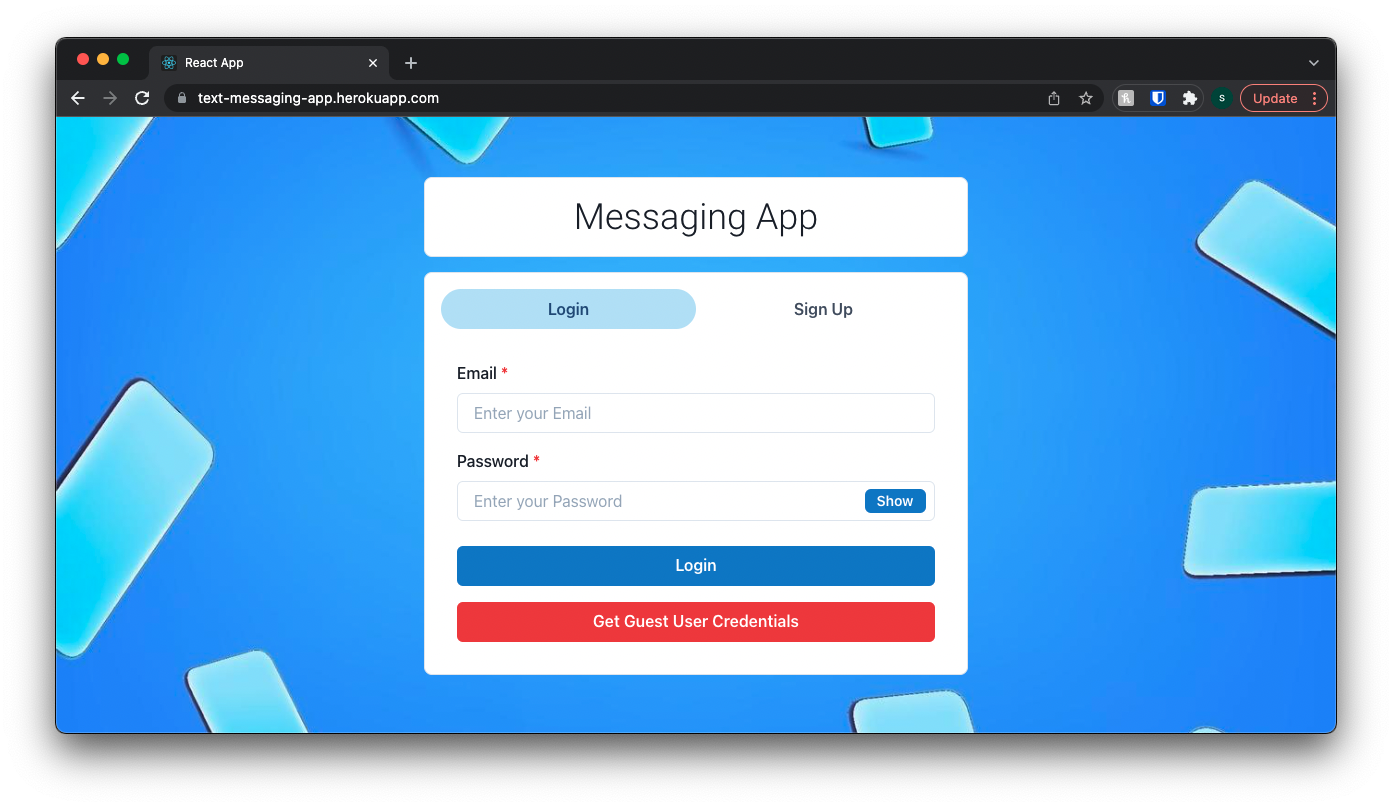 React App
text-messaging-app.herokuapp.com
S
Update
Messaging App
Login
Sign Up
Email *
Enter your Email
Password *
Enter your Password
Show
Login
Get Guest User Credentials